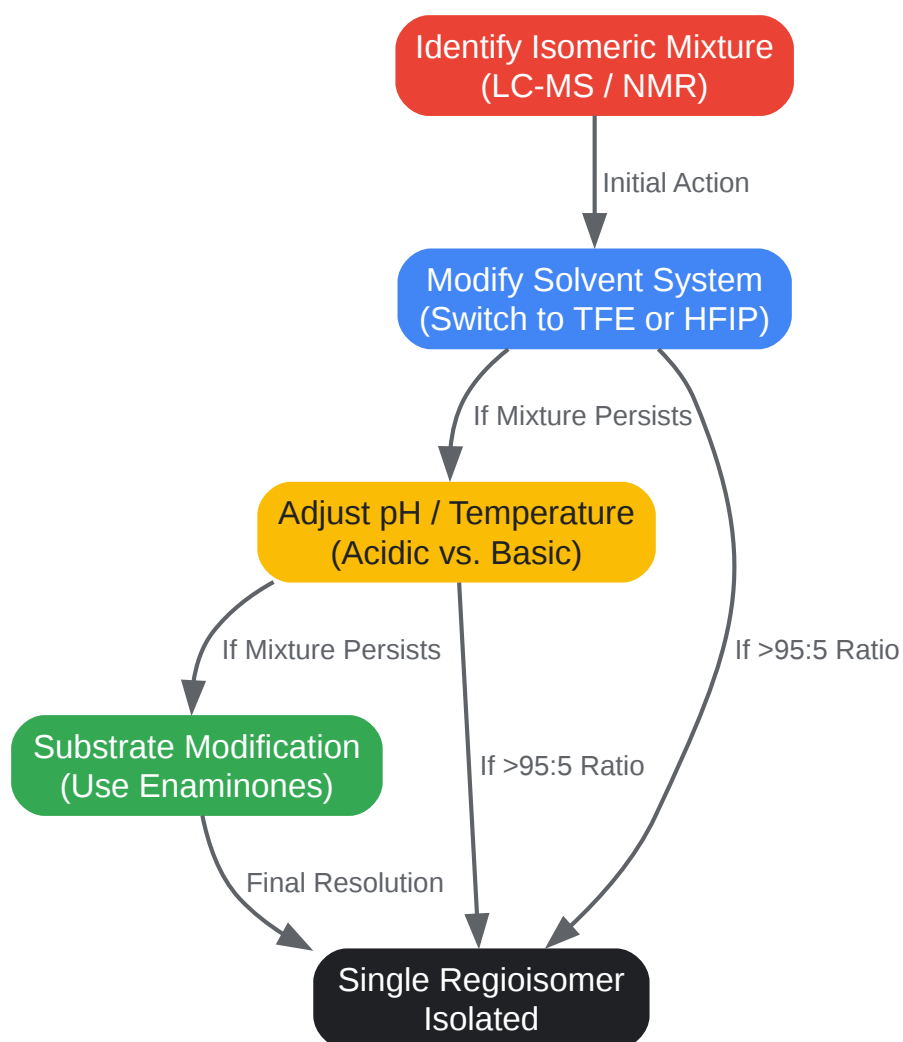 Identify Isomeric Mixture
(LC-MS / NMR)
Initial Action
Modify Solvent System
(Switch to TFE or HFIP)
If Mixture Persists
Adjust pH / Temperature
(Acidic vs. Basic)
If Mixture Persists
If >95:5 Ratio
Substrate Modification
(Use Enaminones)
If >95:5 Ratio
Final Resolution
Single Regioisomer
Isolated